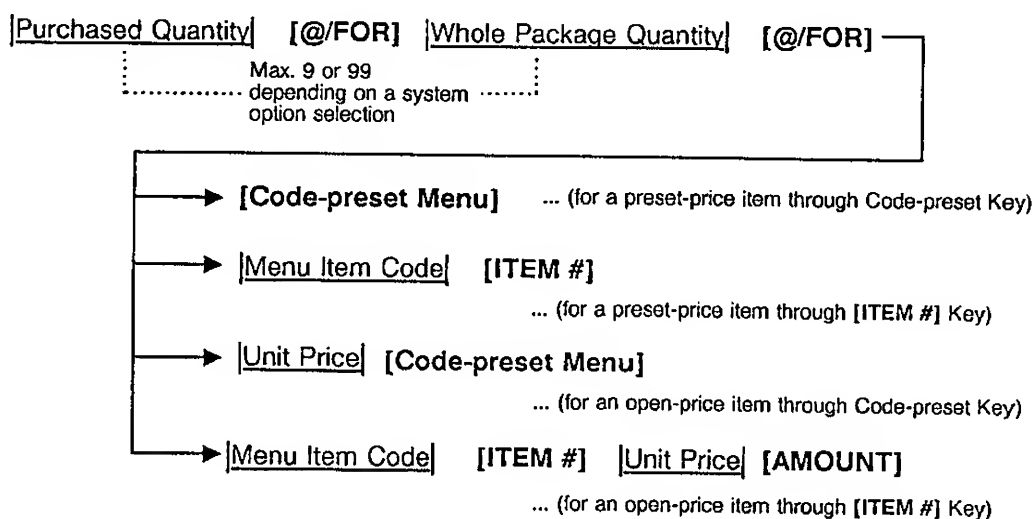 Purchased Quantity [@/FOR] Whole Package Quantity [@/FOR]
Max. 9 or 99
depending on a system
option selection
[Code-preset Menu] ... (for a preset-price item through Code-preset Key)
Menu Item Code [ITEM #]
... (for a preset-price item through [ITEM #] Key)
Unit Price [Code-preset Menu]
... (for an open-price item through Code-preset Key)
Menu Item Code [ITEM #] Unit Price [AMOUNT]
... (for an open-price item through [ITEM #] Key)